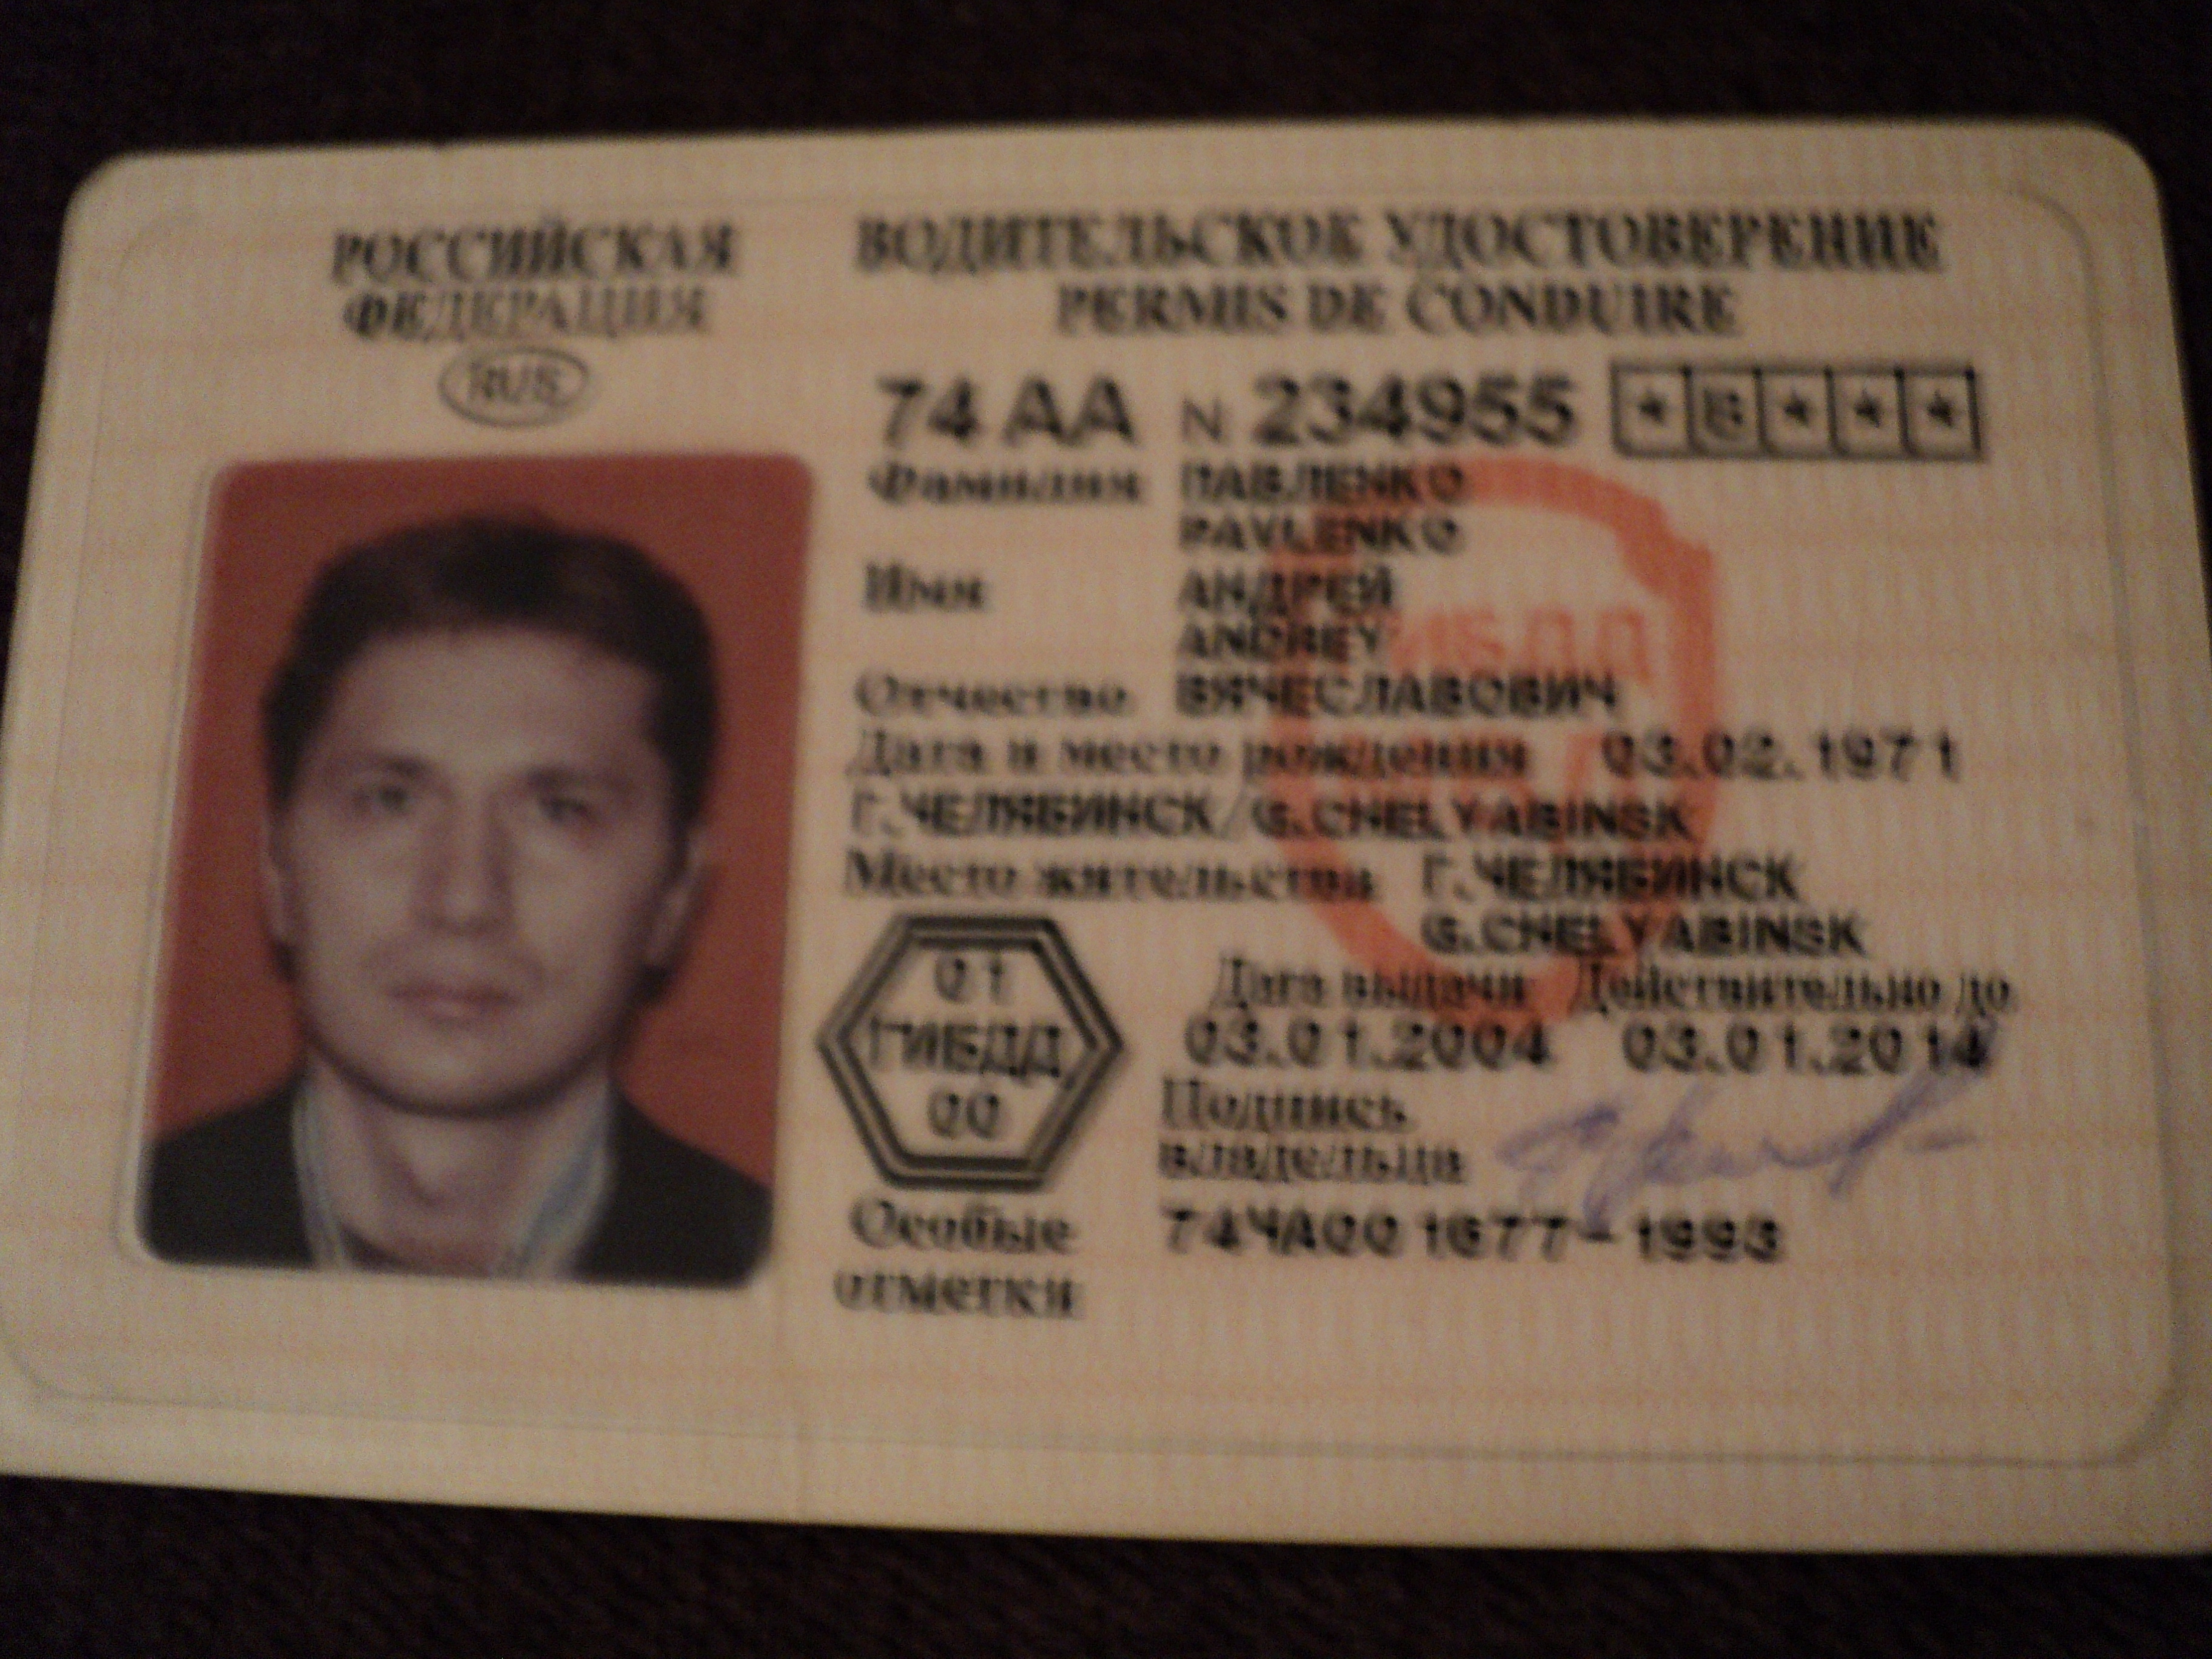 РОССИЙСКАЯ
ФЕДЕРАЦИЯ
RUS
ВОДИТЕЛЬСКОЕ УДОСТОВЕРЕНИЕ
PERMIS DE CONDUIRE
74 АА N 234955 ★ B ★ ★ ★
Фамилия ПАВЛЕНКО
PAVLENKO
Имя АНДРЕЙ
ANDREY
Отчество ВЯЧЕСЛАВОВИЧ
Дата и место рождения 03.02.1971
Г.ЧЕЛЯБИНСК/G.CHELYABINSK
Место жительства Г.ЧЕЛЯБИНСК
G.CHELYABINSK
01
ГИБДД
00
Дата выдачи Действительно до
03.01.2004 03.01.2014
Подпись
владельца
Особые
отметки
74ЧА001677-1993